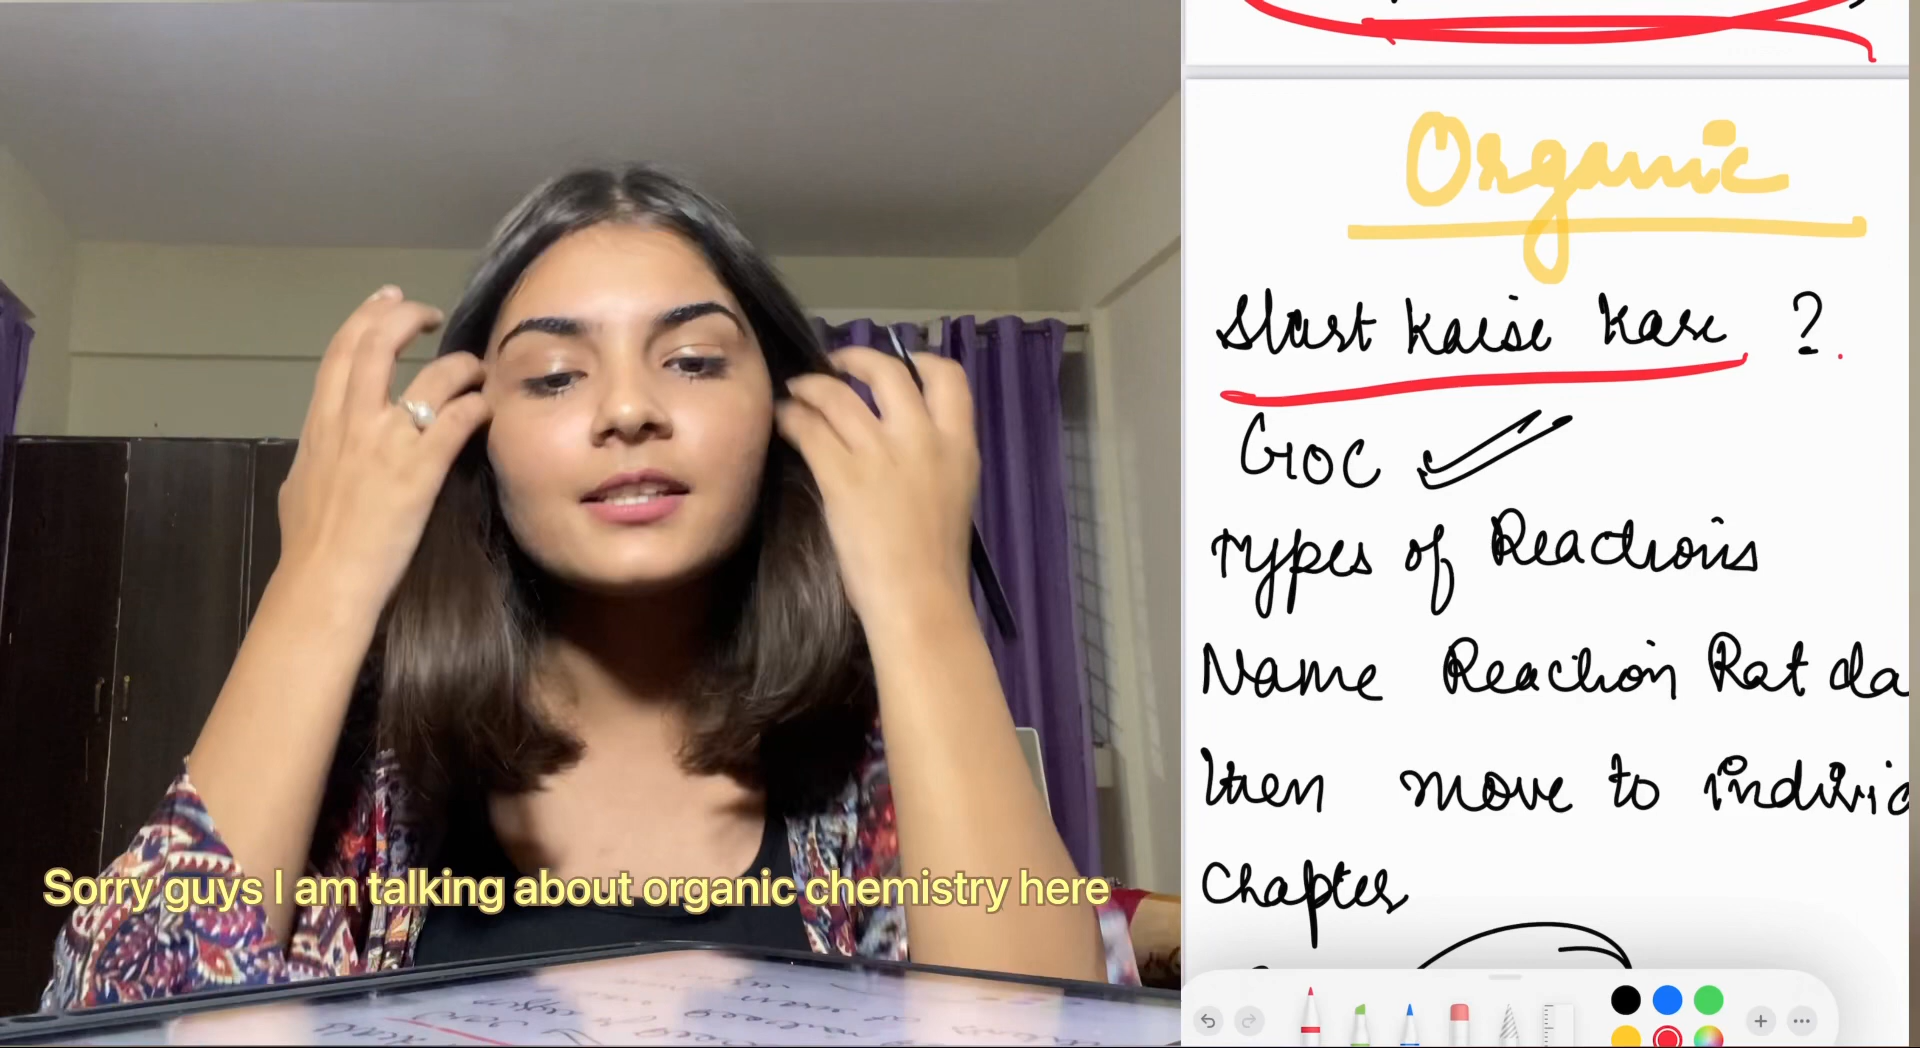 Organic
Start kaise kare ?
GOC
Types of Reactions
Name Reaction Rat da
then move to individ
Chapter
Sorry guys I am talking about organic chemistry here